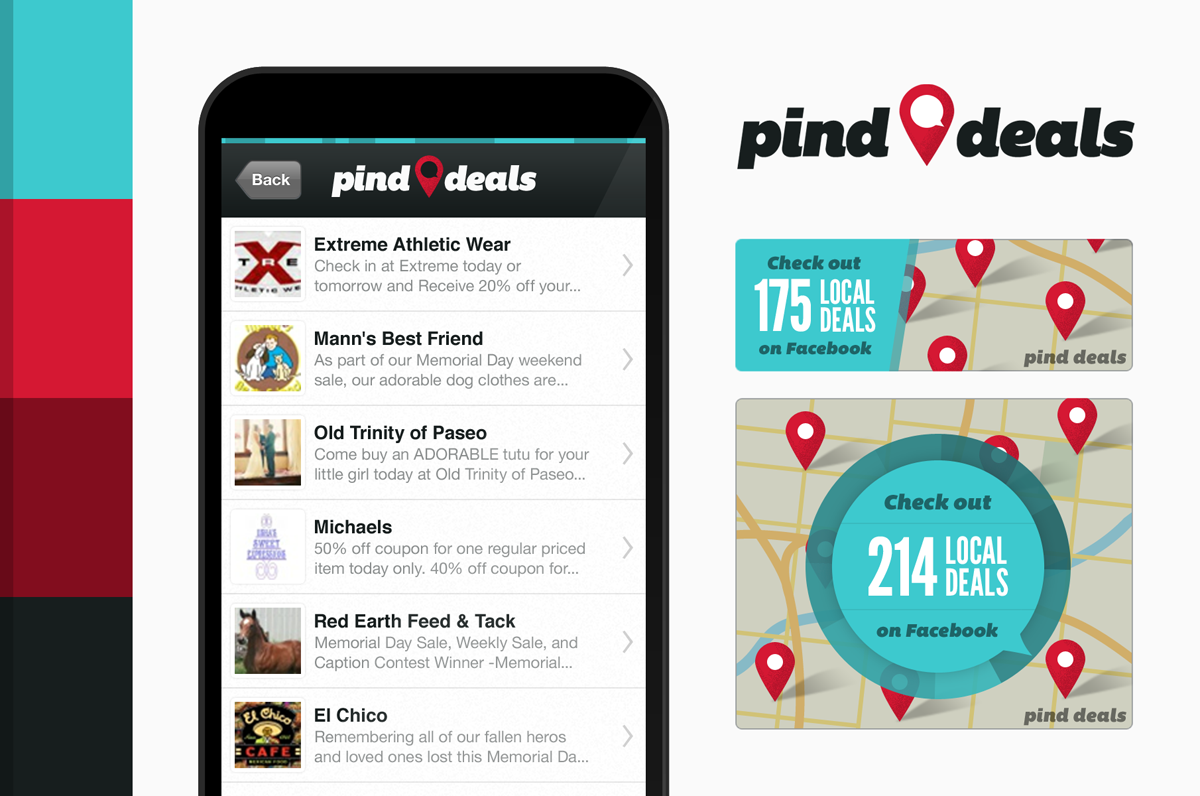 Back
pind deals
Extreme Athletic Wear
Check in at Extreme today or
tomorrow and Receive 20% off your...
Mann's Best Friend
As part of our Memorial Day weekend
sale, our adorable dog clothes are...
Old Trinity of Paseo
Come buy an ADORABLE tutu for your
little girl today at Old Trinity of Paseo...
Michaels
50% off coupon for one regular priced
item today only. 40% off coupon for...
Red Earth Feed & Tack
Memorial Day Sale, Weekly Sale, and
Caption Contest Winner -Memorial...
El Chico
CAFE
El Chico
Remembering all of our fallen heros
and loved ones lost this Memorial Da...
pind deals
Check out
175 LOCAL
DEALS
on Facebook
pind deals
Check out
214 LOCAL
DEALS
on Facebook
pind deals